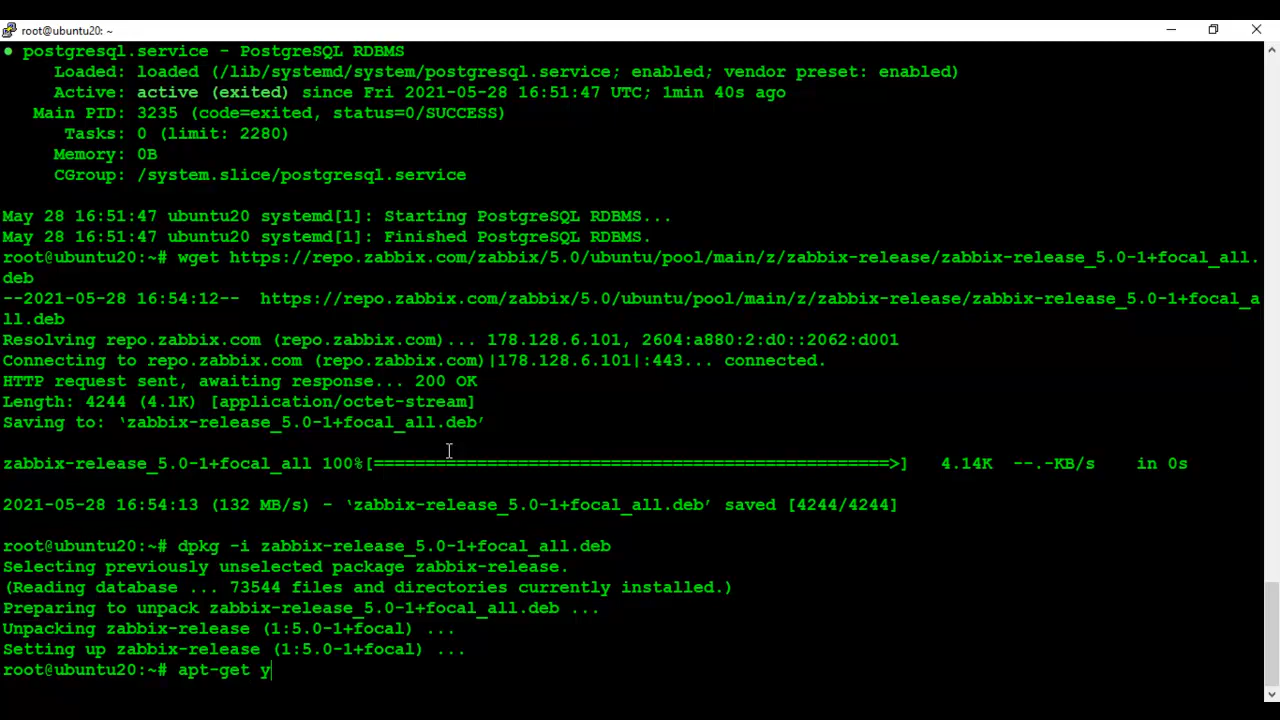 root@ubuntu20: ~
● postgresql.service - PostgreSQL RDBMS
     Loaded: loaded (/lib/systemd/system/postgresql.service; enabled; vendor preset: enabled)
     Active: active (exited) since Fri 2021-05-28 16:51:47 UTC; 1min 40s ago
   Main PID: 3235 (code=exited, status=0/SUCCESS)
      Tasks: 0 (limit: 2280)
     Memory: 0B
     CGroup: /system.slice/postgresql.service
May 28 16:51:47 ubuntu20 systemd[1]: Starting PostgreSQL RDBMS...
May 28 16:51:47 ubuntu20 systemd[1]: Finished PostgreSQL RDBMS.
root@ubuntu20:~# wget https://repo.zabbix.com/zabbix/5.0/ubuntu/pool/main/z/zabbix-release/zabbix-release_5.0-1+focal_all.
deb
--2021-05-28 16:54:12--  https://repo.zabbix.com/zabbix/5.0/ubuntu/pool/main/z/zabbix-release/zabbix-release_5.0-1+focal_a
ll.deb
Resolving repo.zabbix.com (repo.zabbix.com)... 178.128.6.101, 2604:a880:2:d0::2062:d001
Connecting to repo.zabbix.com (repo.zabbix.com)|178.128.6.101|:443... connected.
HTTP request sent, awaiting response... 200 OK
Length: 4244 (4.1K) [application/octet-stream]
Saving to: ‘zabbix-release_5.0-1+focal_all.deb’
zabbix-release_5.0-1+focal_all 100%[==================================================>]   4.14K  --.-KB/s    in 0s
2021-05-28 16:54:13 (132 MB/s) - ‘zabbix-release_5.0-1+focal_all.deb’ saved [4244/4244]
root@ubuntu20:~# dpkg -i zabbix-release_5.0-1+focal_all.deb
Selecting previously unselected package zabbix-release.
(Reading database ... 73544 files and directories currently installed.)
Preparing to unpack zabbix-release_5.0-1+focal_all.deb ...
Unpacking zabbix-release (1:5.0-1+focal) ...
Setting up zabbix-release (1:5.0-1+focal) ...
root@ubuntu20:~# apt-get y